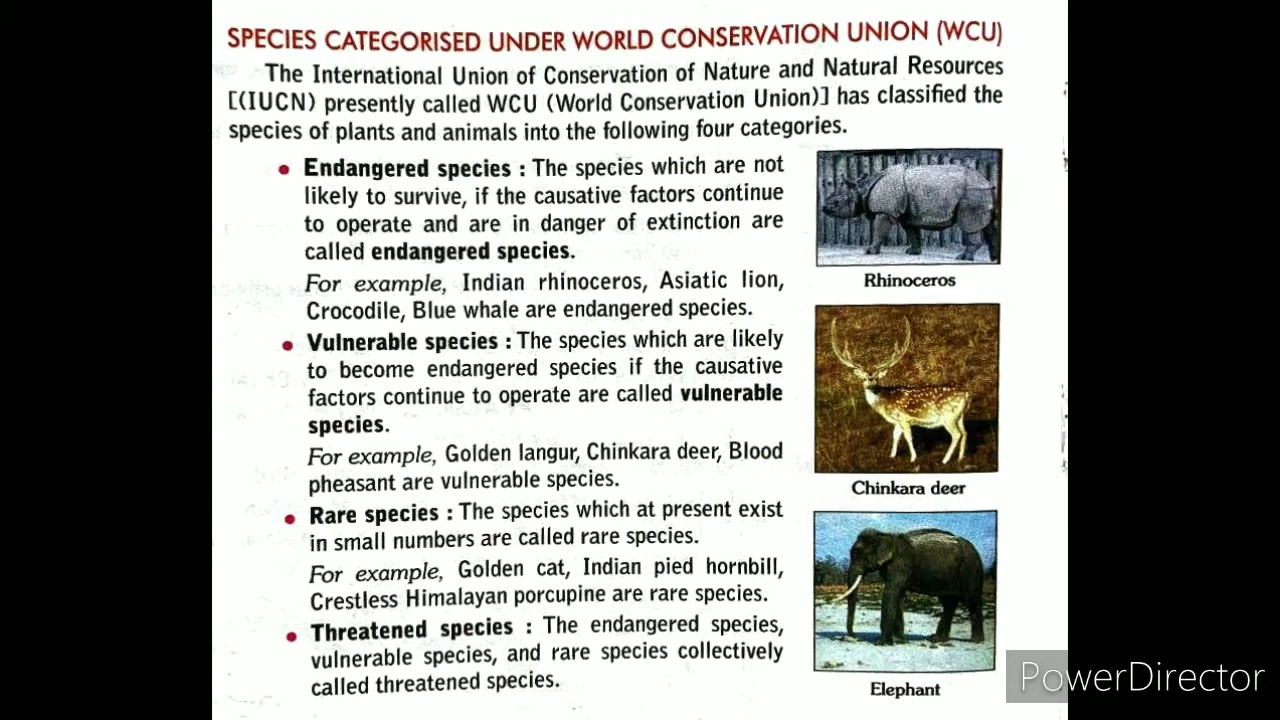 SPECIES CATEGORISED UNDER WORLD CONSERVATION UNION (WCU)
The International Union of Conservation of Nature and Natural Resources
[(IUCN) presently called WCU (World Conservation Union)] has classified the
species of plants and animals into the following four categories.
• Endangered species : The species which are not
likely to survive, if the causative factors continue
to operate and are in danger of extinction are
called endangered species.
For example, Indian rhinoceros, Asiatic lion,
Crocodile, Blue whale are endangered species.
• Vulnerable species : The species which are likely
to become endangered species if the causative
factors continue to operate are called vulnerable
species.
For example, Golden langur, Chinkara deer, Blood
pheasant are vulnerable species.
• Rare species : The species which at present exist
in small numbers are called rare species.
For example, Golden cat, Indian pied hornbill,
Crestless Himalayan porcupine are rare species.
• Threatened species : The endangered species,
vulnerable species, and rare species collectively
called threatened species.
Rhinoceros
Chinkara deer
Elephant
PowerDirector